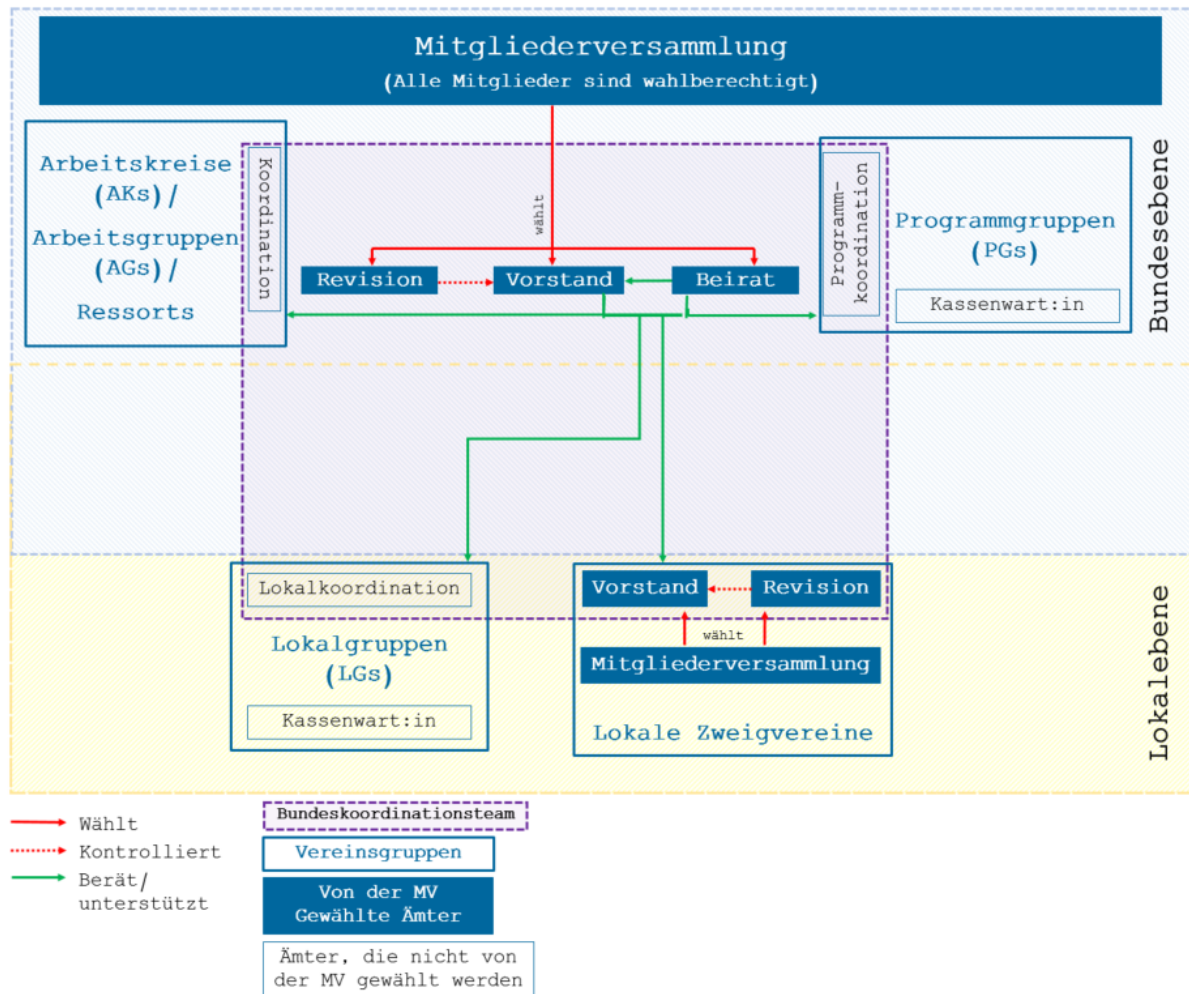 Mitgliederversammlung
(Alle Mitglieder sind wahlberechtigt)
Arbeitskreise
(AKs)/
Arbeitsgruppen
(AGs)/
Ressorts
Koordination
wählt
Revision
Vorstand
Beirat
Programm-
koordination
Programmgruppen
(PGs)
Kassenwart:in
Bundesebene
Lokalkoordination
Lokalgruppen
(LGs)
Kassenwart:in
Vorstand
Revision
wählt
Mitgliederversammlung
Lokale Zweigvereine
Lokalebene
Wählt
Kontrolliert
Berät/
unterstützt
Bundeskoordinationsteam
Vereinsgruppen
Von der MV
Gewählte Ämter
Ämter, die nicht von
der MV gewählt werden